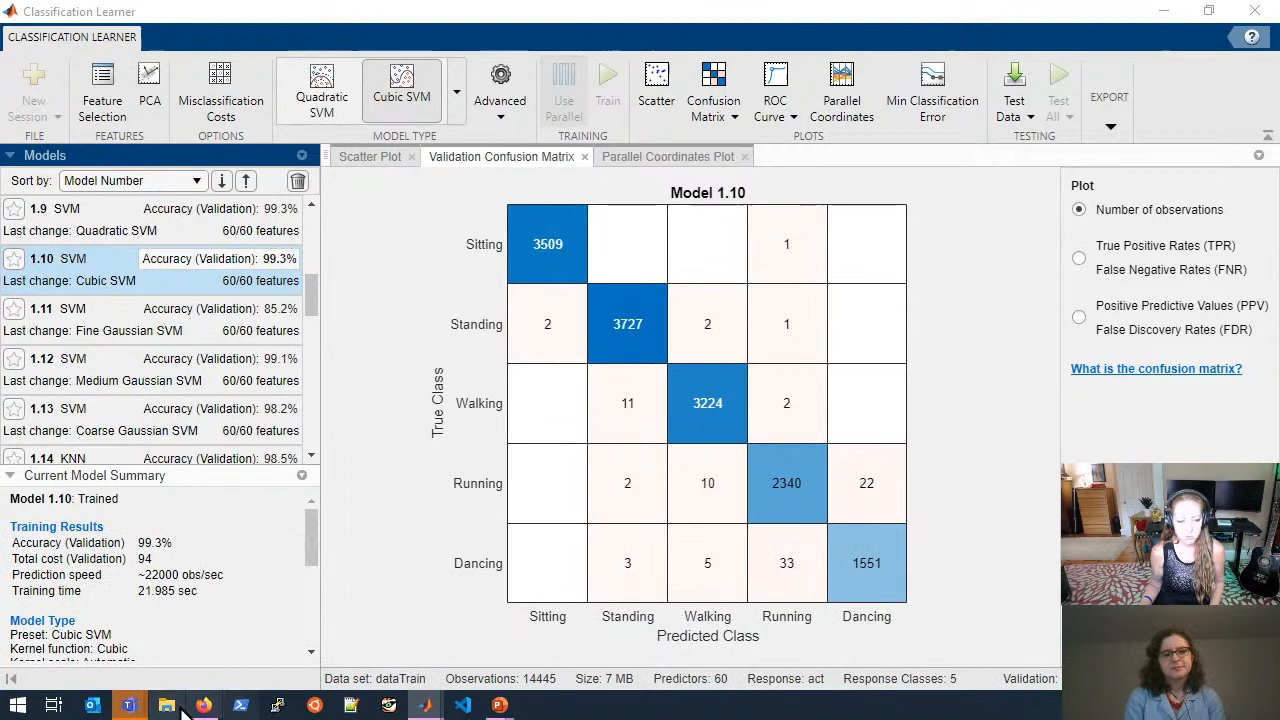 Classification Learner
CLASSIFICATION LEARNER
New Session
Feature Selection
PCA
Misclassification Costs
Quadratic SVM
Cubic SVM
Advanced
Use Parallel
Train
Scatter
Confusion Matrix
ROC Curve
Parallel Coordinates
Min Classification Error
Test Data
Test All
EXPORT
FILE
FEATURES
OPTIONS
MODEL TYPE
TRAINING
PLOTS
TESTING
Models
Sort by: Model Number
1.9 SVM Accuracy (Validation): 99.3%
Last change: Quadratic SVM 60/60 features
1.10 SVM Accuracy (Validation): 99.3%
Last change: Cubic SVM 60/60 features
1.11 SVM Accuracy (Validation): 85.2%
Last change: Fine Gaussian SVM 60/60 features
1.12 SVM Accuracy (Validation): 99.1%
Last change: Medium Gaussian SVM 60/60 features
1.13 SVM Accuracy (Validation): 98.2%
Last change: Coarse Gaussian SVM 60/60 features
1.14 KNN Accuracy (Validation): 98.5%
Current Model Summary
Model 1.10: Trained
Training Results
Accuracy (Validation) 99.3%
Total cost (Validation) 94
Prediction speed ~22000 obs/sec
Training time 21.985 sec
Model Type
Preset: Cubic SVM
Kernel function: Cubic
Kernel scale: Automatic
Scatter Plot
Validation Confusion Matrix
Parallel Coordinates Plot
Model 1.10
True Class
Sitting 3509 1
Standing 2 3727 2 1
Walking 11 3224 2
Running 2 10 2340 22
Dancing 3 5 33 1551
Sitting Standing Walking Running Dancing
Predicted Class
Plot
Number of observations
True Positive Rates (TPR)
False Negative Rates (FNR)
Positive Predictive Values (PPV)
False Discovery Rates (FDR)
What is the confusion matrix?
Data set: dataTrain Observations: 14445 Size: 7 MB Predictors: 60 Response: act Response Classes: 5 Validation: